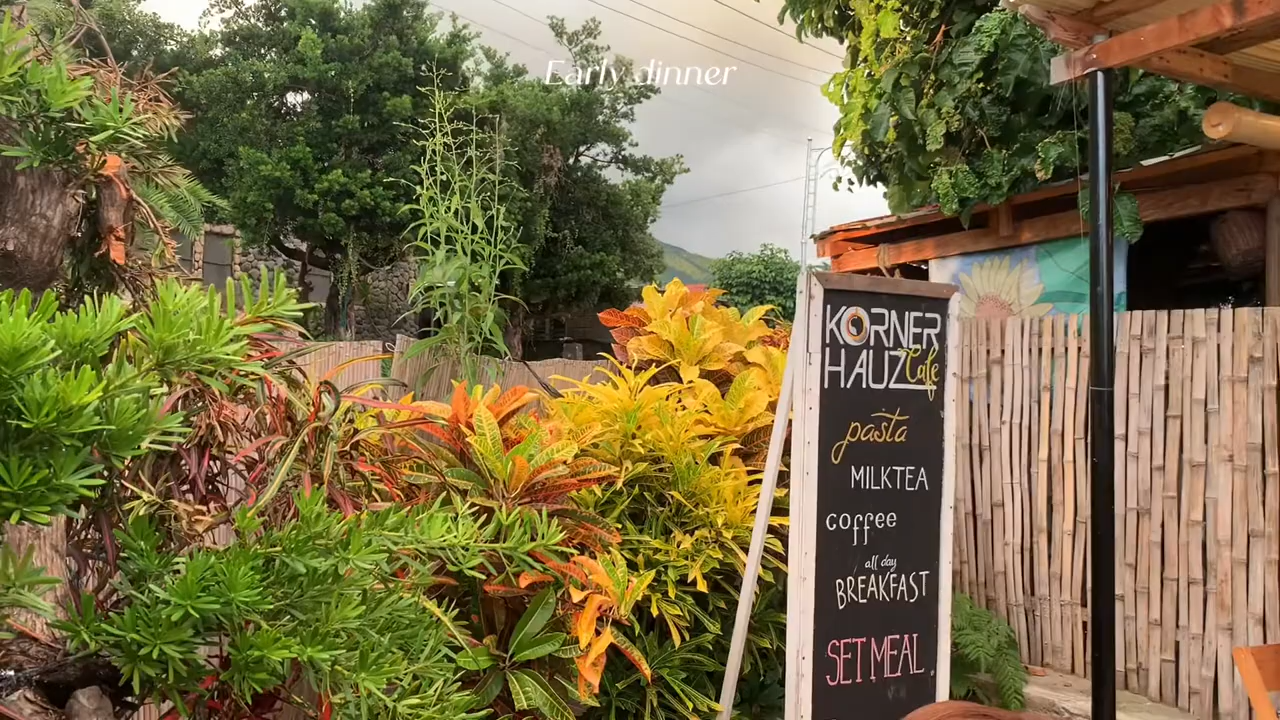 Early dinner
KORNER
HAUZ Cafe
pasta
MILKTEA
coffee
all day
BREAKFAST
SET MEAL